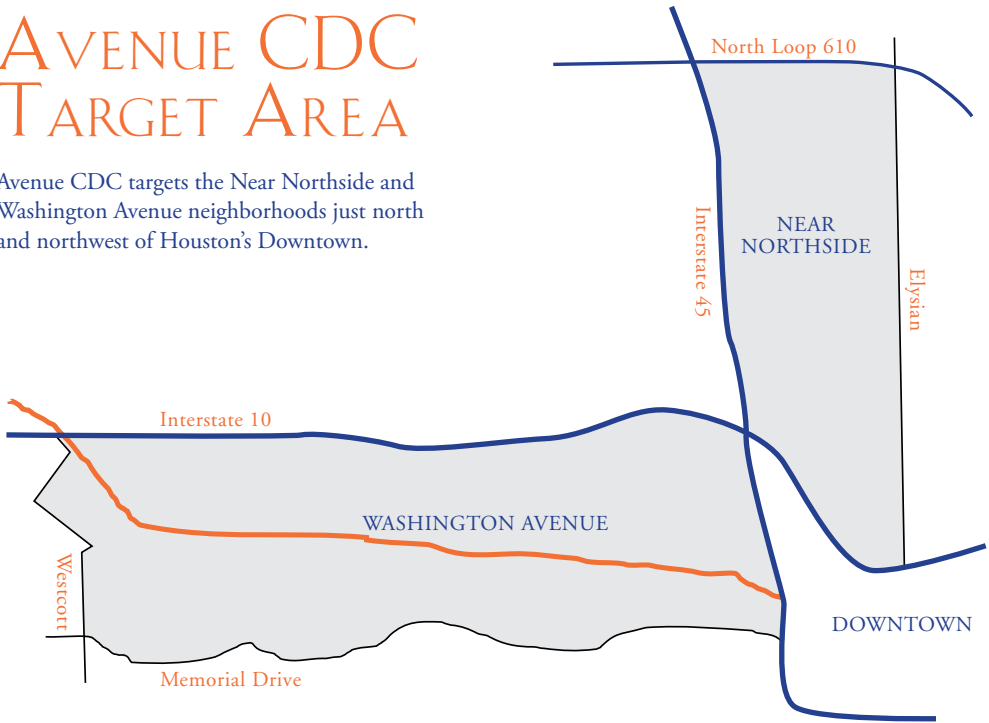 AVENUE CDC
TARGET AREA
Avenue CDC targets the Near Northside and
Washington Avenue neighborhoods just north
and northwest of Houston's Downtown.
North Loop 610
NEAR
NORTHSIDE
Interstate 45
Elysian
Interstate 10
WASHINGTON AVENUE
Westcott
DOWNTOWN
Memorial Drive